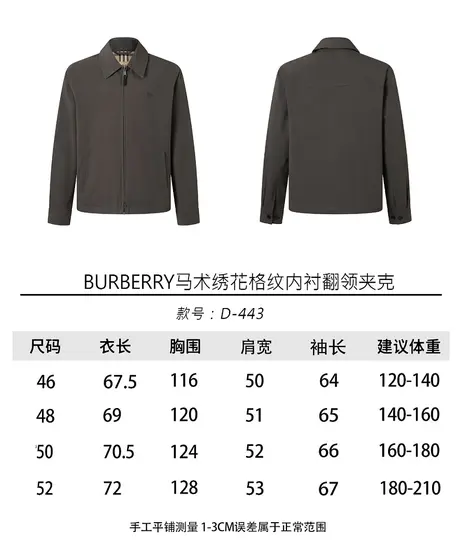 BURBERRY马术绣花格纹内衬翻领夹克
款号：D-443
尺码 衣长 胸围 肩宽 袖长 建议体重
46 67.5 116 50 64 120-140
48 69 120 51 65 140-160
50 70.5 124 52 66 160-180
52 72 128 53 67 180-210
手工平铺测量 1-3CM误差属于正常范围